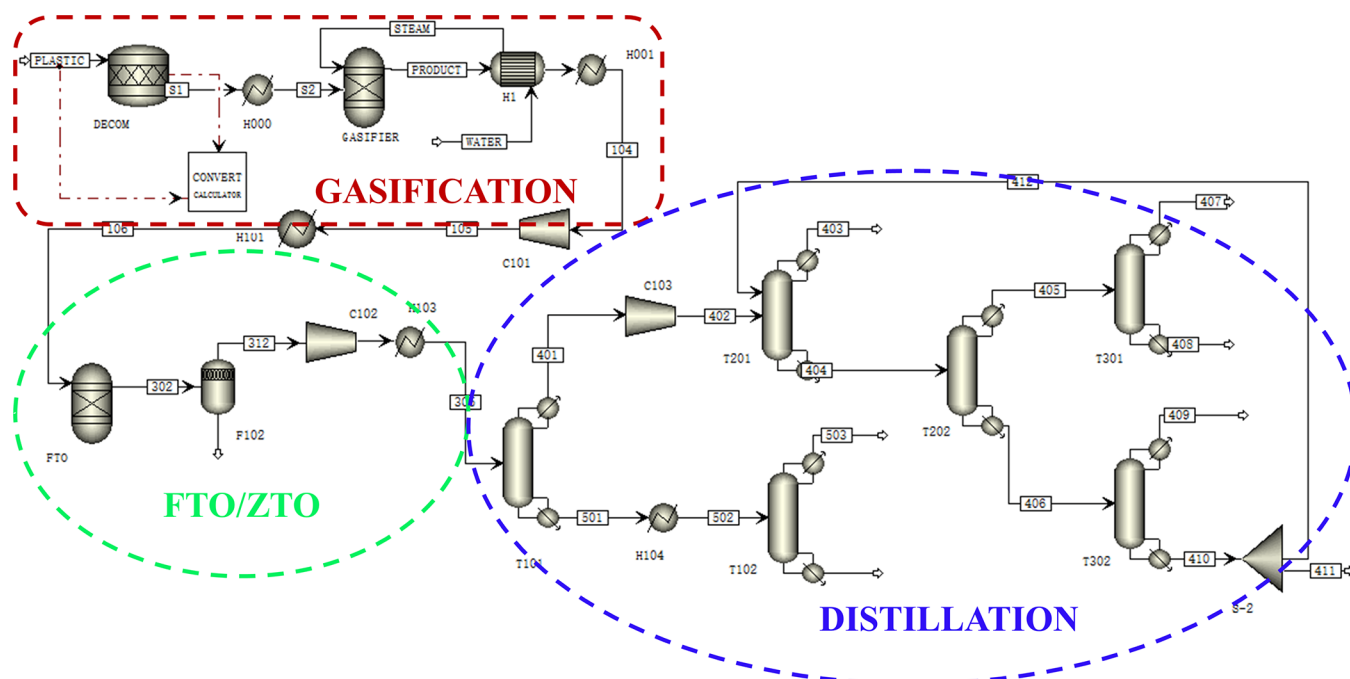 STEAM
PLASTIC
S1
S2
PRODUCT
H001
DECOM
H000
GASIFIER
H1
WATER
104
CONVERT
CALCULATOR
GASIFICATION
412
407
106
H101
105
C101
403
C103
405
C102
H103
402
312
T201
404
T301
408
401
302
T202
409
F102
503
FTO
406
FTO/ZTO
501
502
T101
H104
T102
T302
410
411
S-2
DISTILLATION